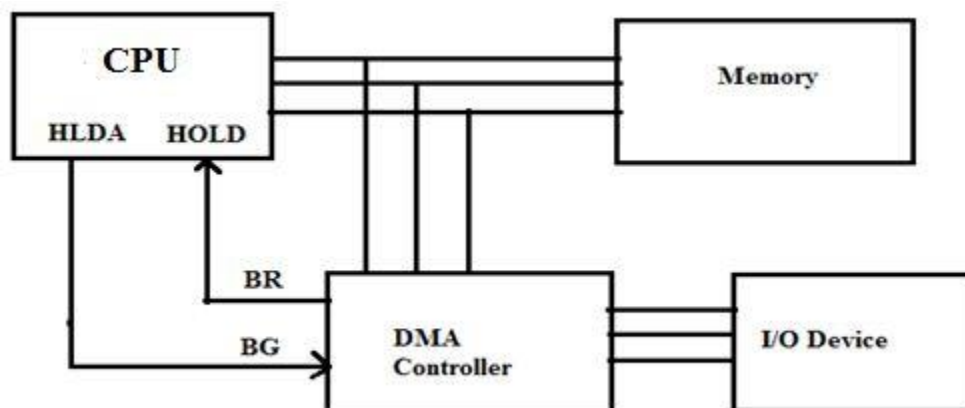 CPU
Memory
HLDA HOLD
BR
BG
DMA
Controller
I/O Device